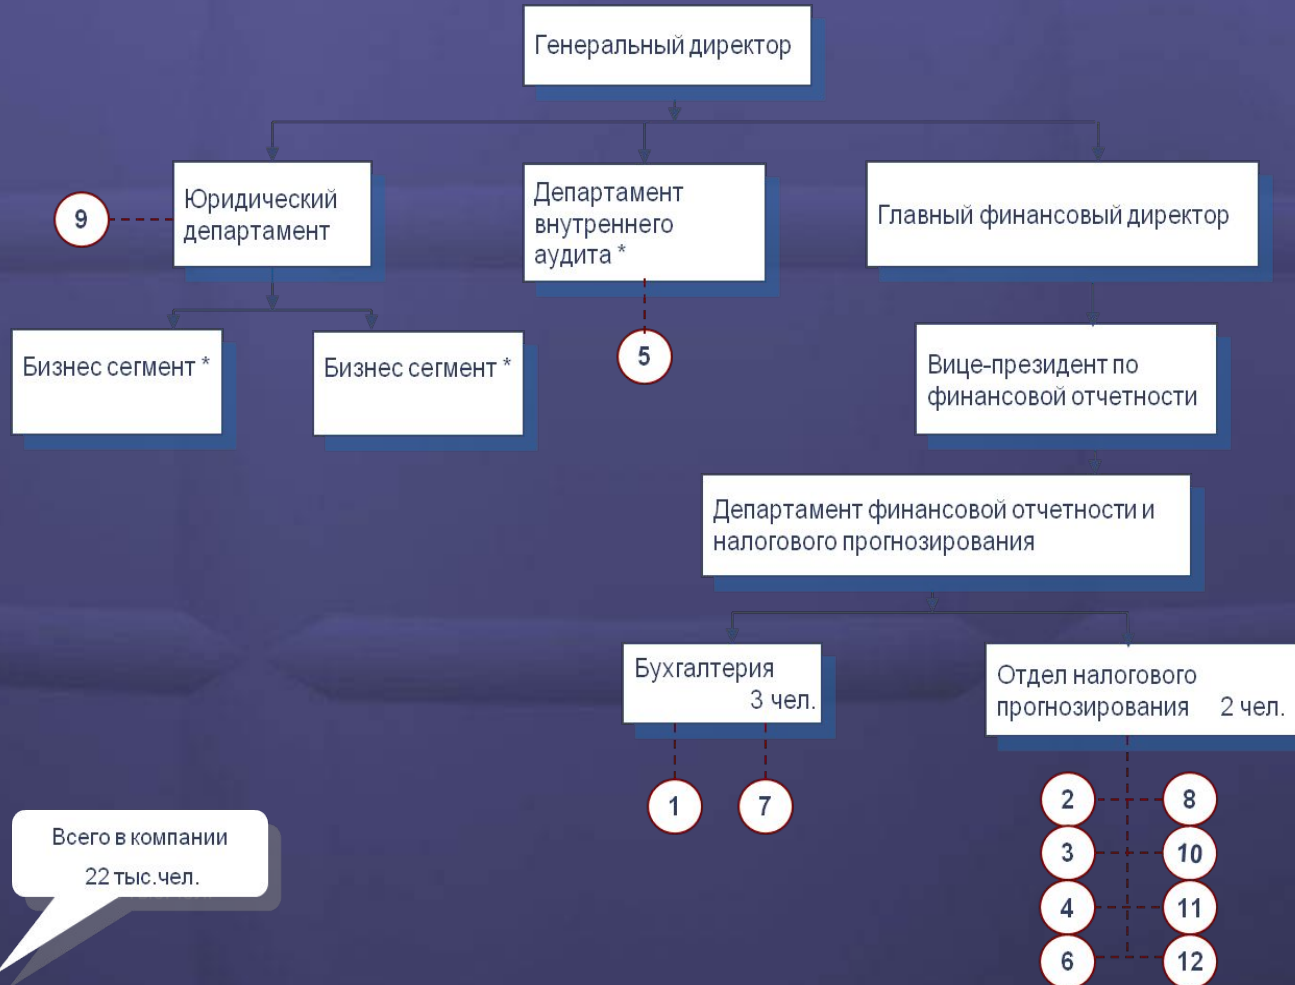 Генеральный директор
9
Юридический
департамент
Департамент
внутреннего
аудита *
Главный финансовый директор
Бизнес сегмент *
Бизнес сегмент *
5
Вице-президент по
финансовой отчетности
Департамент финансовой отчетности и
налогового прогнозирования
Бухгалтерия
3 чел.
Отдел налогового
прогнозирования 2 чел.
1
7
2
8
3
10
4
11
6
12
Всего в компании
22 тыс.чел.